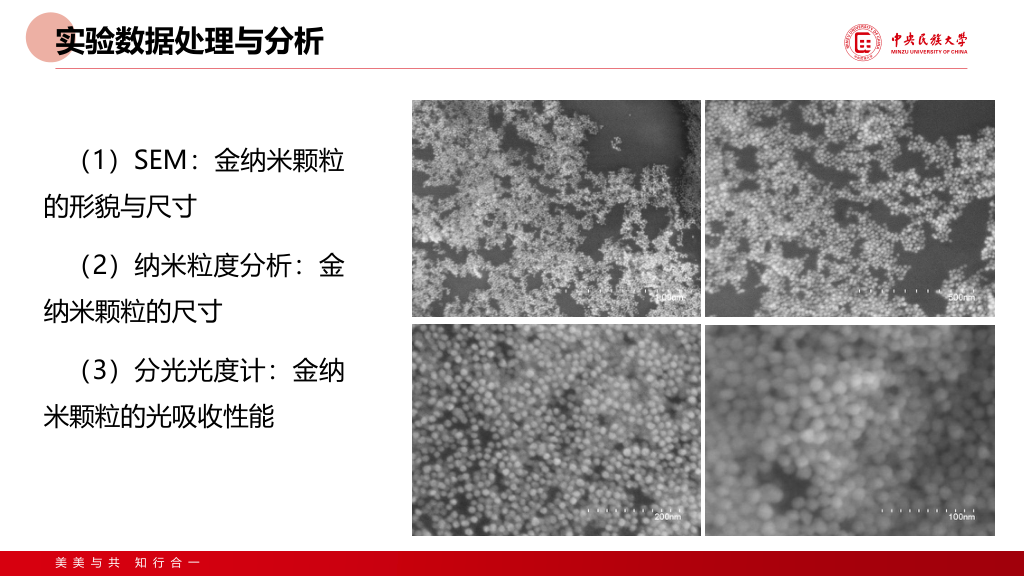 实验数据处理与分析
中央民族大学
MINZU UNIVERSITY OF CHINA
（1）SEM：金纳米颗粒
的形貌与尺寸
（2）纳米粒度分析：金
纳米颗粒的尺寸
（3）分光光度计：金纳
米颗粒的光吸收性能
500nm
200nm
100nm
美美与共 知行合一